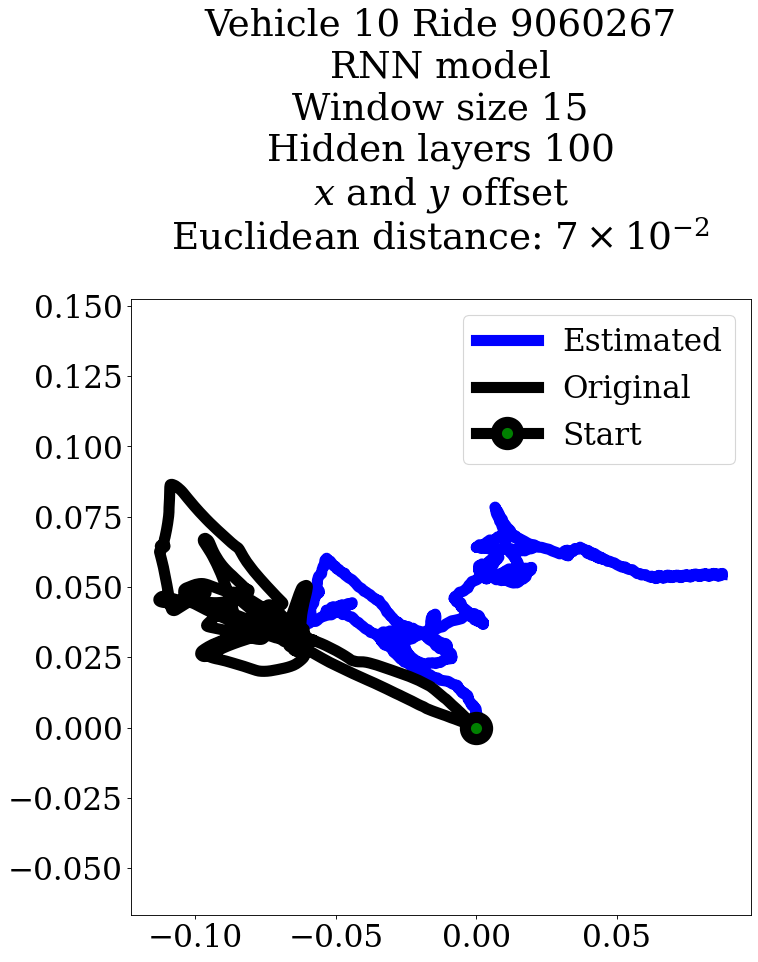 Vehicle 10 Ride 9060267
RNN model
Window size 15
Hidden layers 100
x and y offset
Euclidean distance: 7 × 10⁻²
Estimated
Original
Start
0.150
0.125
0.100
0.075
0.050
0.025
0.000
−0.025
−0.050
−0.10 −0.05 0.00 0.05